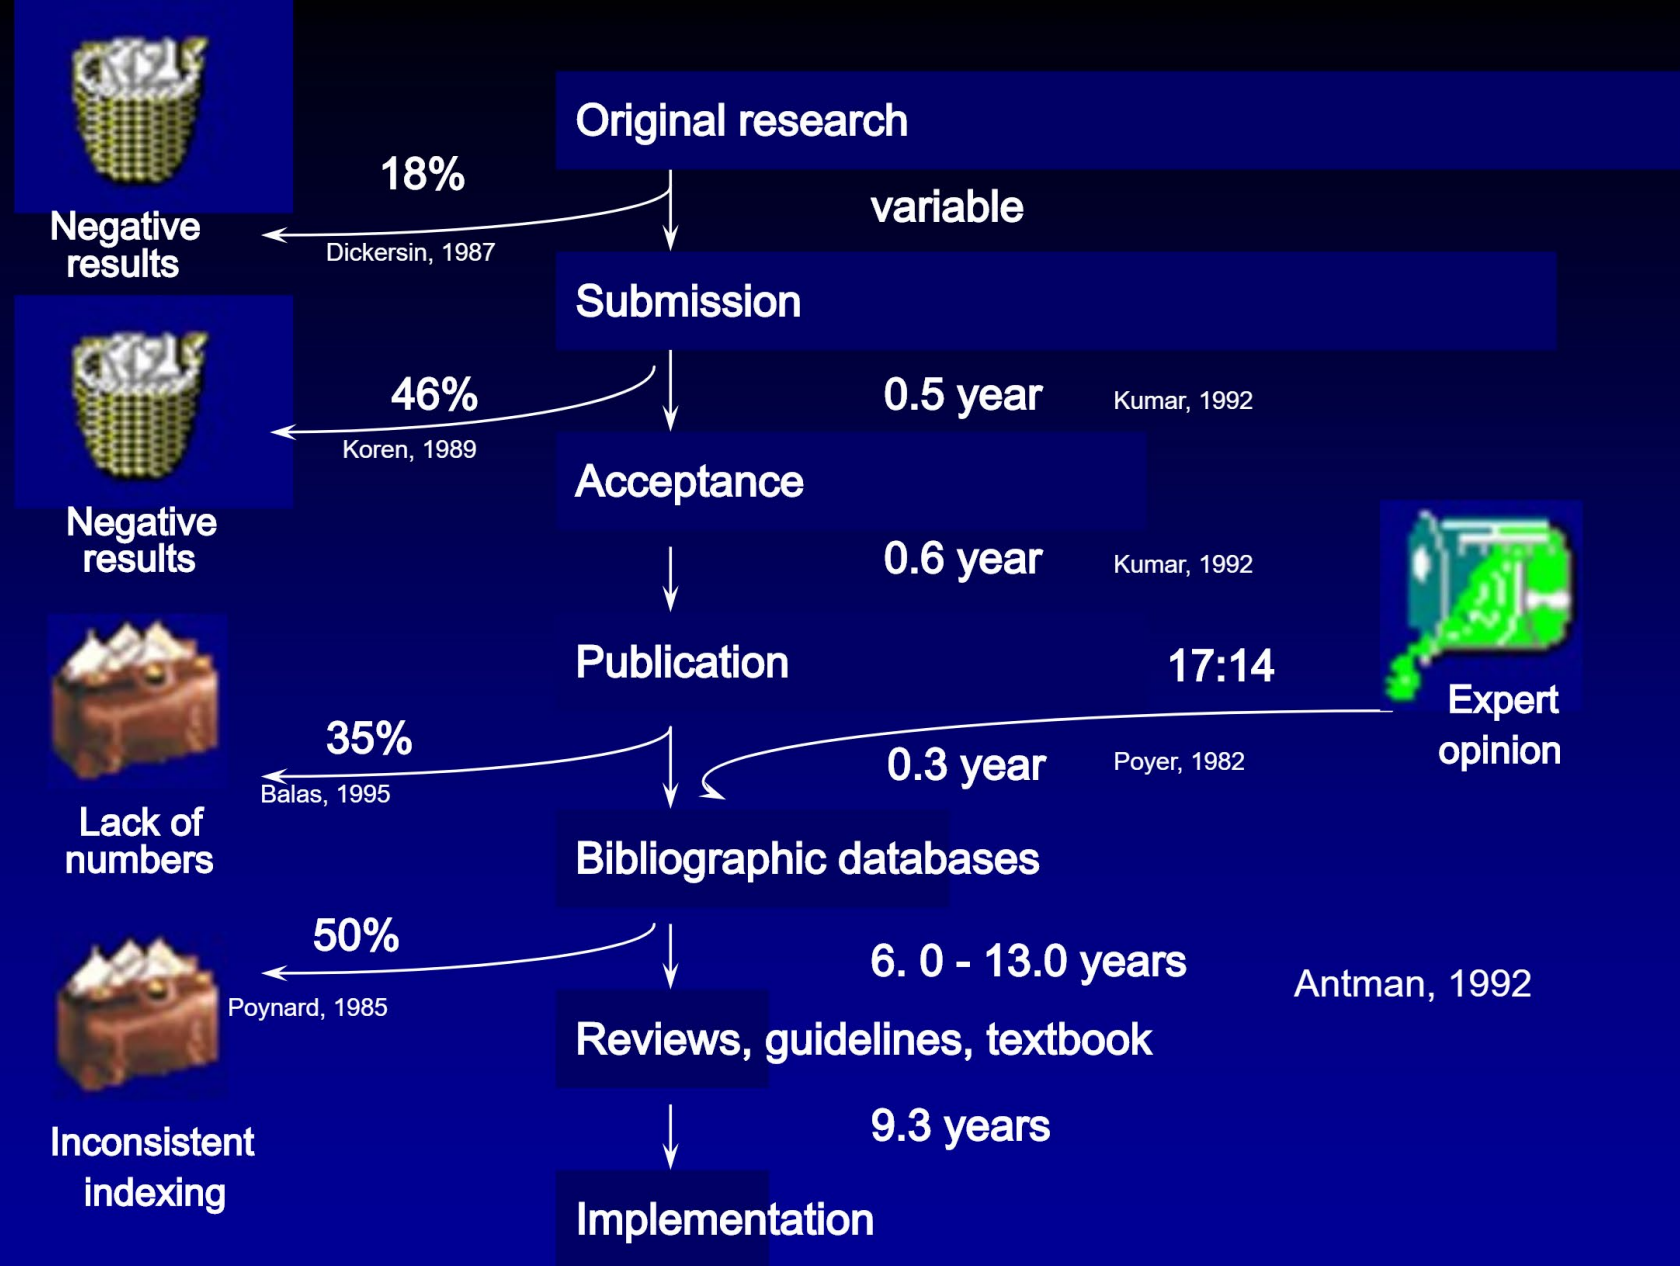 Original research
18%
variable
Negative
results
Dickersin, 1987
Submission
46%
0.5 year
Kumar, 1992
Koren, 1989
Acceptance
Negative
results
0.6 year
Kumar, 1992
Publication
17:14
Expert
opinion
35%
0.3 year
Poyer, 1982
Balas, 1995
Lack of
numbers
Bibliographic databases
50%
6. 0 - 13.0 years
Antman, 1992
Poynard, 1985
Reviews, guidelines, textbook
9.3 years
Inconsistent
indexing
Implementation